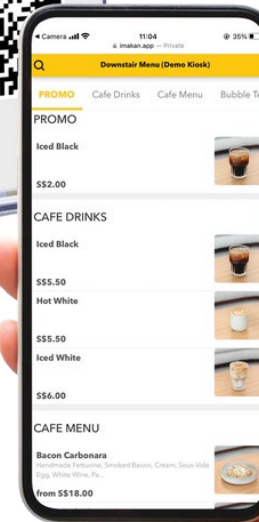 Camera
11:04
35%
imakan.app — Private
Downstair Menu (Demo Kiosk)
PROMO Cafe Drinks Cafe Menu Bubble Te
PROMO
Iced Black
S$2.00
CAFE DRINKS
Iced Black
S$5.50
Hot White
S$5.50
Iced White
S$6.00
CAFE MENU
Bacon Carbonara
Handmade Fettucine, Smoked Bacon, Cream, Sous-Vide
Egg, White Wine, Pa...
from S$18.00